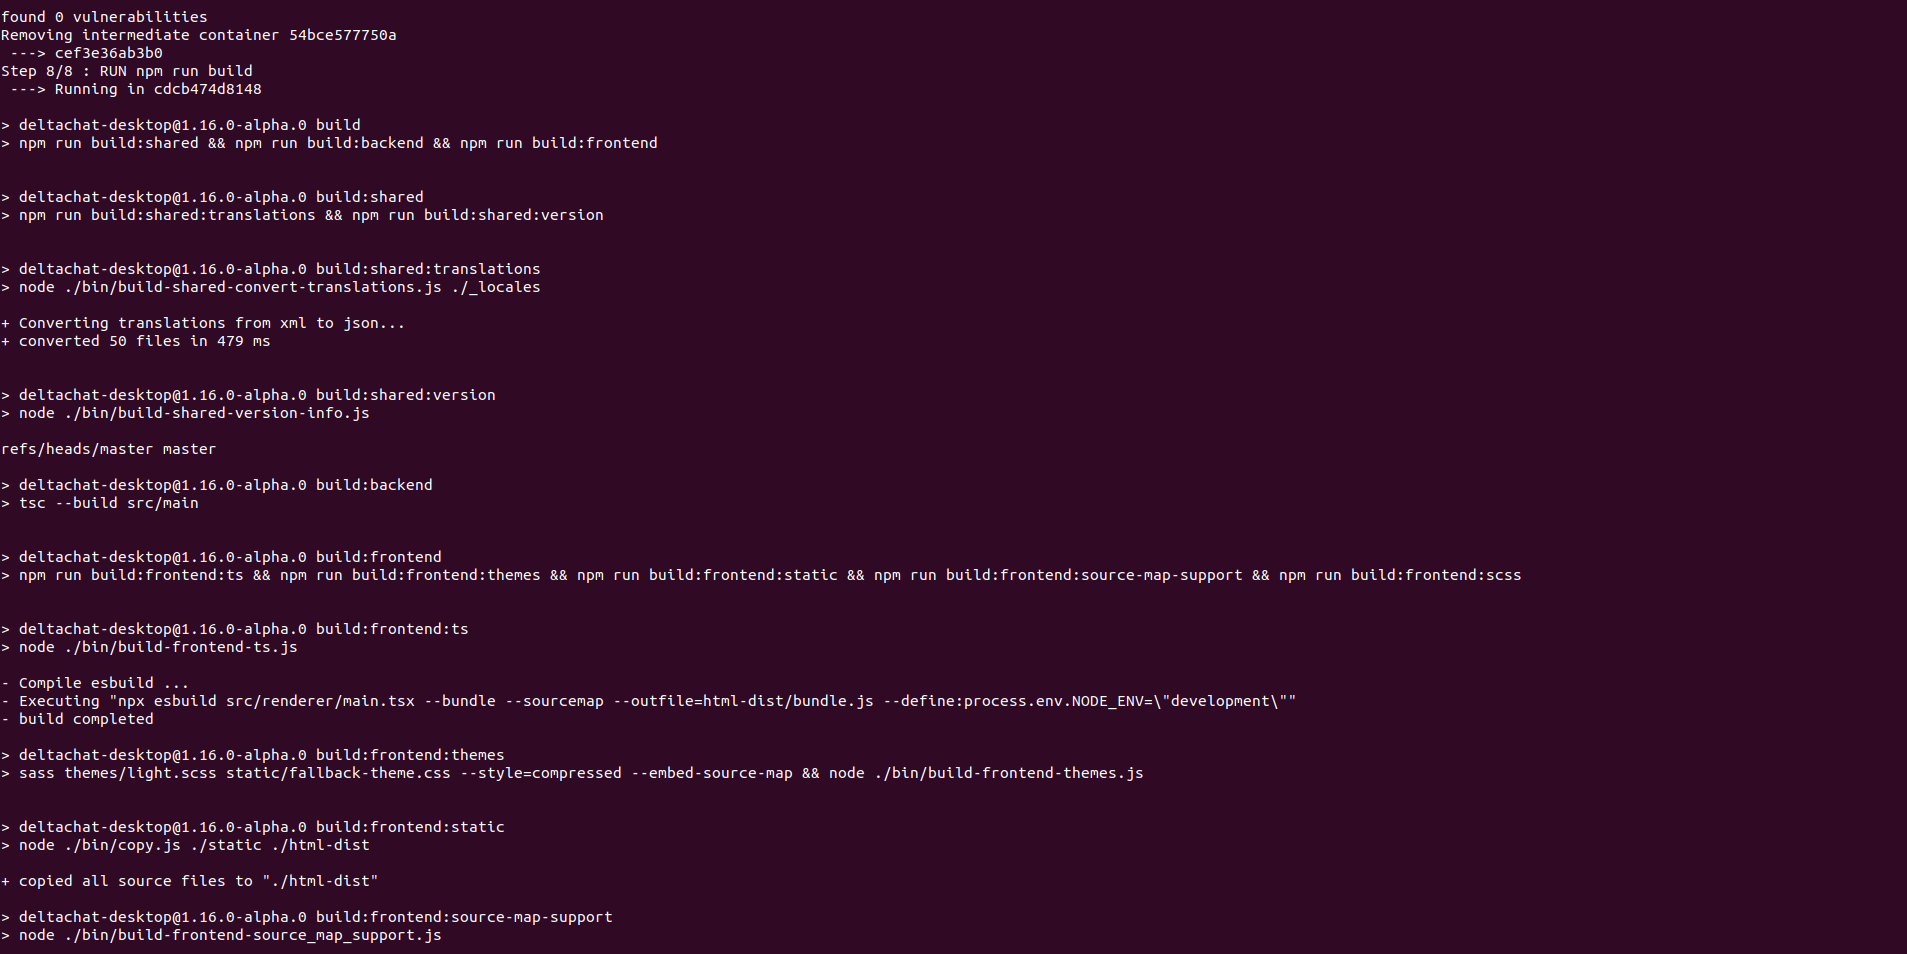 found 0 vulnerabilities
Removing intermediate container 54bce577750a
 ---> cef3e36ab3b0
Step 8/8 : RUN npm run build
 ---> Running in cdcb474d8148
> deltachat-desktop@1.16.0-alpha.0 build
> npm run build:shared && npm run build:backend && npm run build:frontend
> deltachat-desktop@1.16.0-alpha.0 build:shared
> npm run build:shared:translations && npm run build:shared:version
> deltachat-desktop@1.16.0-alpha.0 build:shared:translations
> node ./bin/build-shared-convert-translations.js ./_locales
+ Converting translations from xml to json...
+ converted 50 files in 479 ms
> deltachat-desktop@1.16.0-alpha.0 build:shared:version
> node ./bin/build-shared-version-info.js
refs/heads/master master
> deltachat-desktop@1.16.0-alpha.0 build:backend
> tsc --build src/main
> deltachat-desktop@1.16.0-alpha.0 build:frontend
> npm run build:frontend:ts && npm run build:frontend:themes && npm run build:frontend:static && npm run build:frontend:source-map-support && npm run build:frontend:scss
> deltachat-desktop@1.16.0-alpha.0 build:frontend:ts
> node ./bin/build-frontend-ts.js
- Compile esbuild ...
- Executing "npx esbuild src/renderer/main.tsx --bundle --sourcemap --outfile=html-dist/bundle.js --define:process.env.NODE_ENV=\"development\""
- build completed
> deltachat-desktop@1.16.0-alpha.0 build:frontend:themes
> sass themes/light.scss static/fallback-theme.css --style=compressed --embed-source-map && node ./bin/build-frontend-themes.js
> deltachat-desktop@1.16.0-alpha.0 build:frontend:static
> node ./bin/copy.js ./static ./html-dist
+ copied all source files to "./html-dist"
> deltachat-desktop@1.16.0-alpha.0 build:frontend:source-map-support
> node ./bin/build-frontend-source_map_support.js